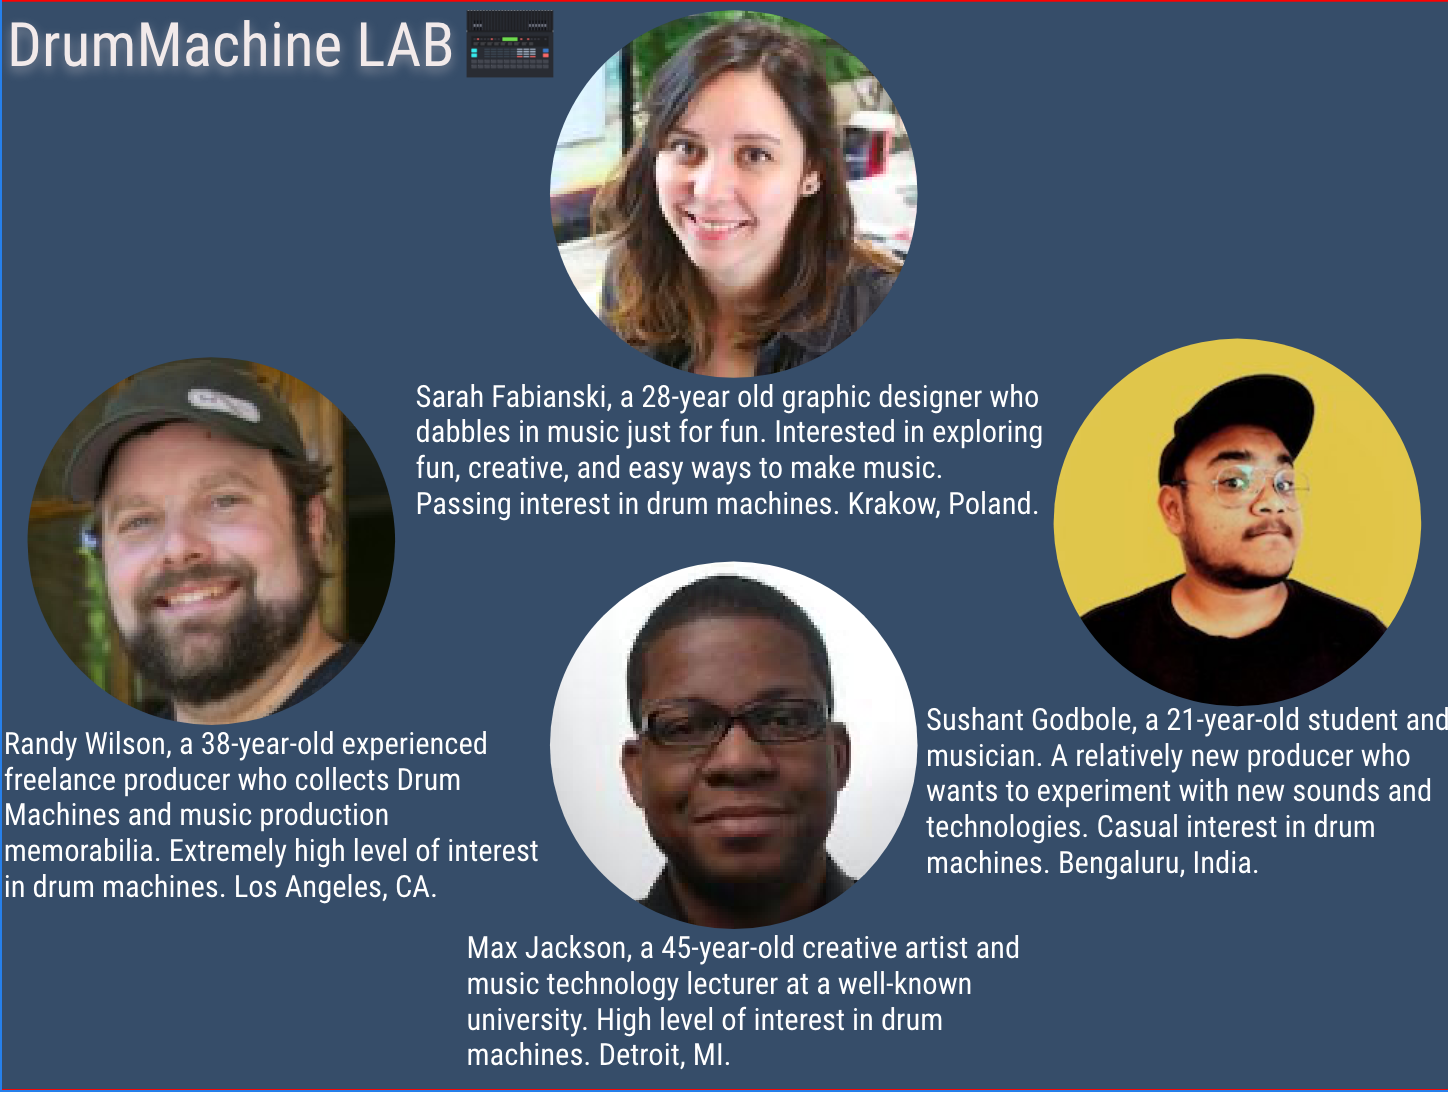 DrumMachine LAB
Sarah Fabianski, a 28-year old graphic designer who
dabbles in music just for fun. Interested in exploring
fun, creative, and easy ways to make music.
Passing interest in drum machines. Krakow, Poland.
Randy Wilson, a 38-year-old experienced
freelance producer who collects Drum
Machines and music production
memorabilia. Extremely high level of interest
in drum machines. Los Angeles, CA.
Sushant Godbole, a 21-year-old student and
musician. A relatively new producer who
wants to experiment with new sounds and
technologies. Casual interest in drum
machines. Bengaluru, India.
Max Jackson, a 45-year-old creative artist and
music technology lecturer at a well-known
university. High level of interest in drum
machines. Detroit, MI.